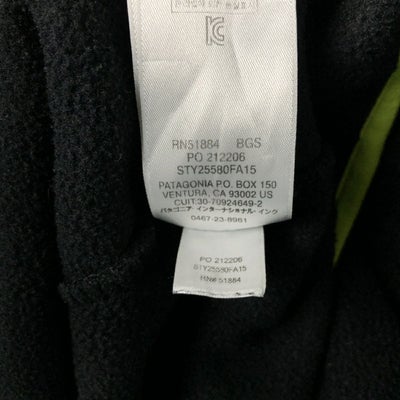 RN51884 BGS
PO 212206
STY25580FA15
PATAGONIA P.O. BOX 150
VENTURA, CA 93002 US
CUIT:30-70924649-2
パタゴニア・インターナショナル・インク
0467-23-8961
PO 212206
STY25580FA15
RN# 51884